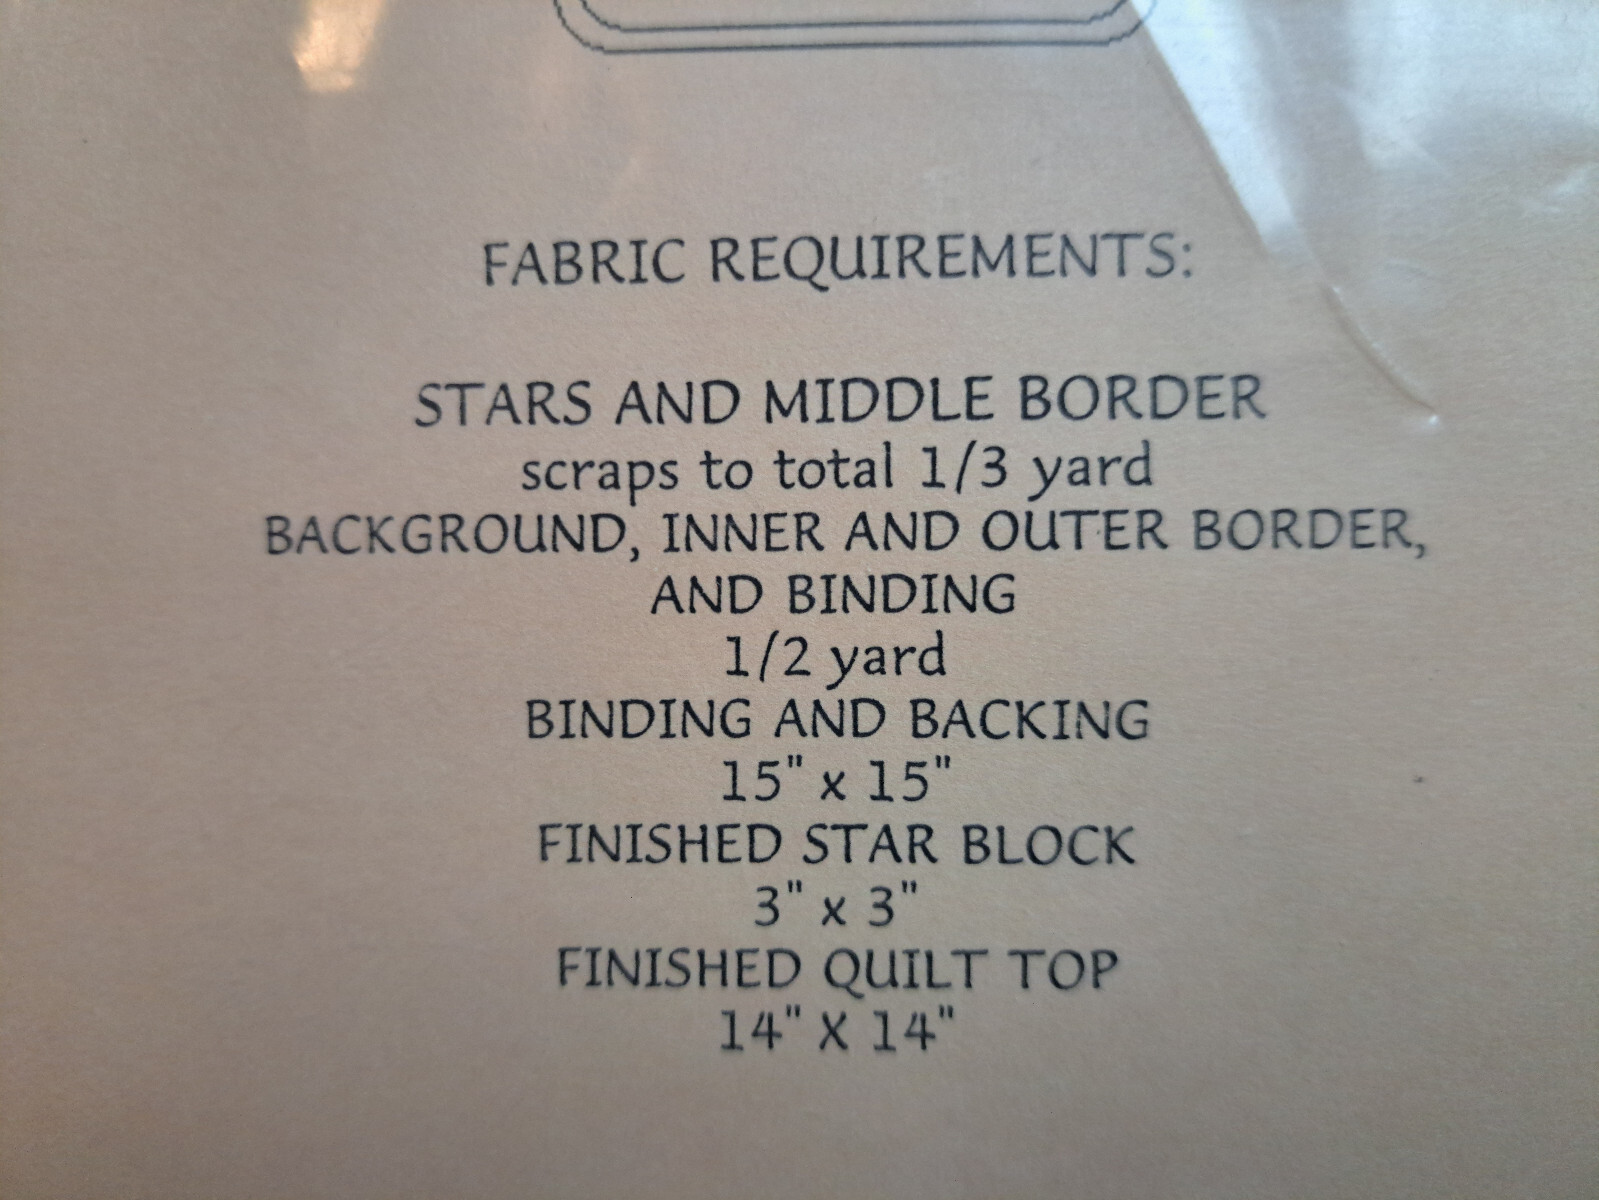 FABRIC REQUIREMENTS:
STARS AND MIDDLE BORDER
scraps to total 1/3 yard
BACKGROUND, INNER AND OUTER BORDER,
AND BINDING
1/2 yard
BINDING AND BACKING
15" x 15"
FINISHED STAR BLOCK
3" x 3"
FINISHED QUILT TOP
14" X 14"